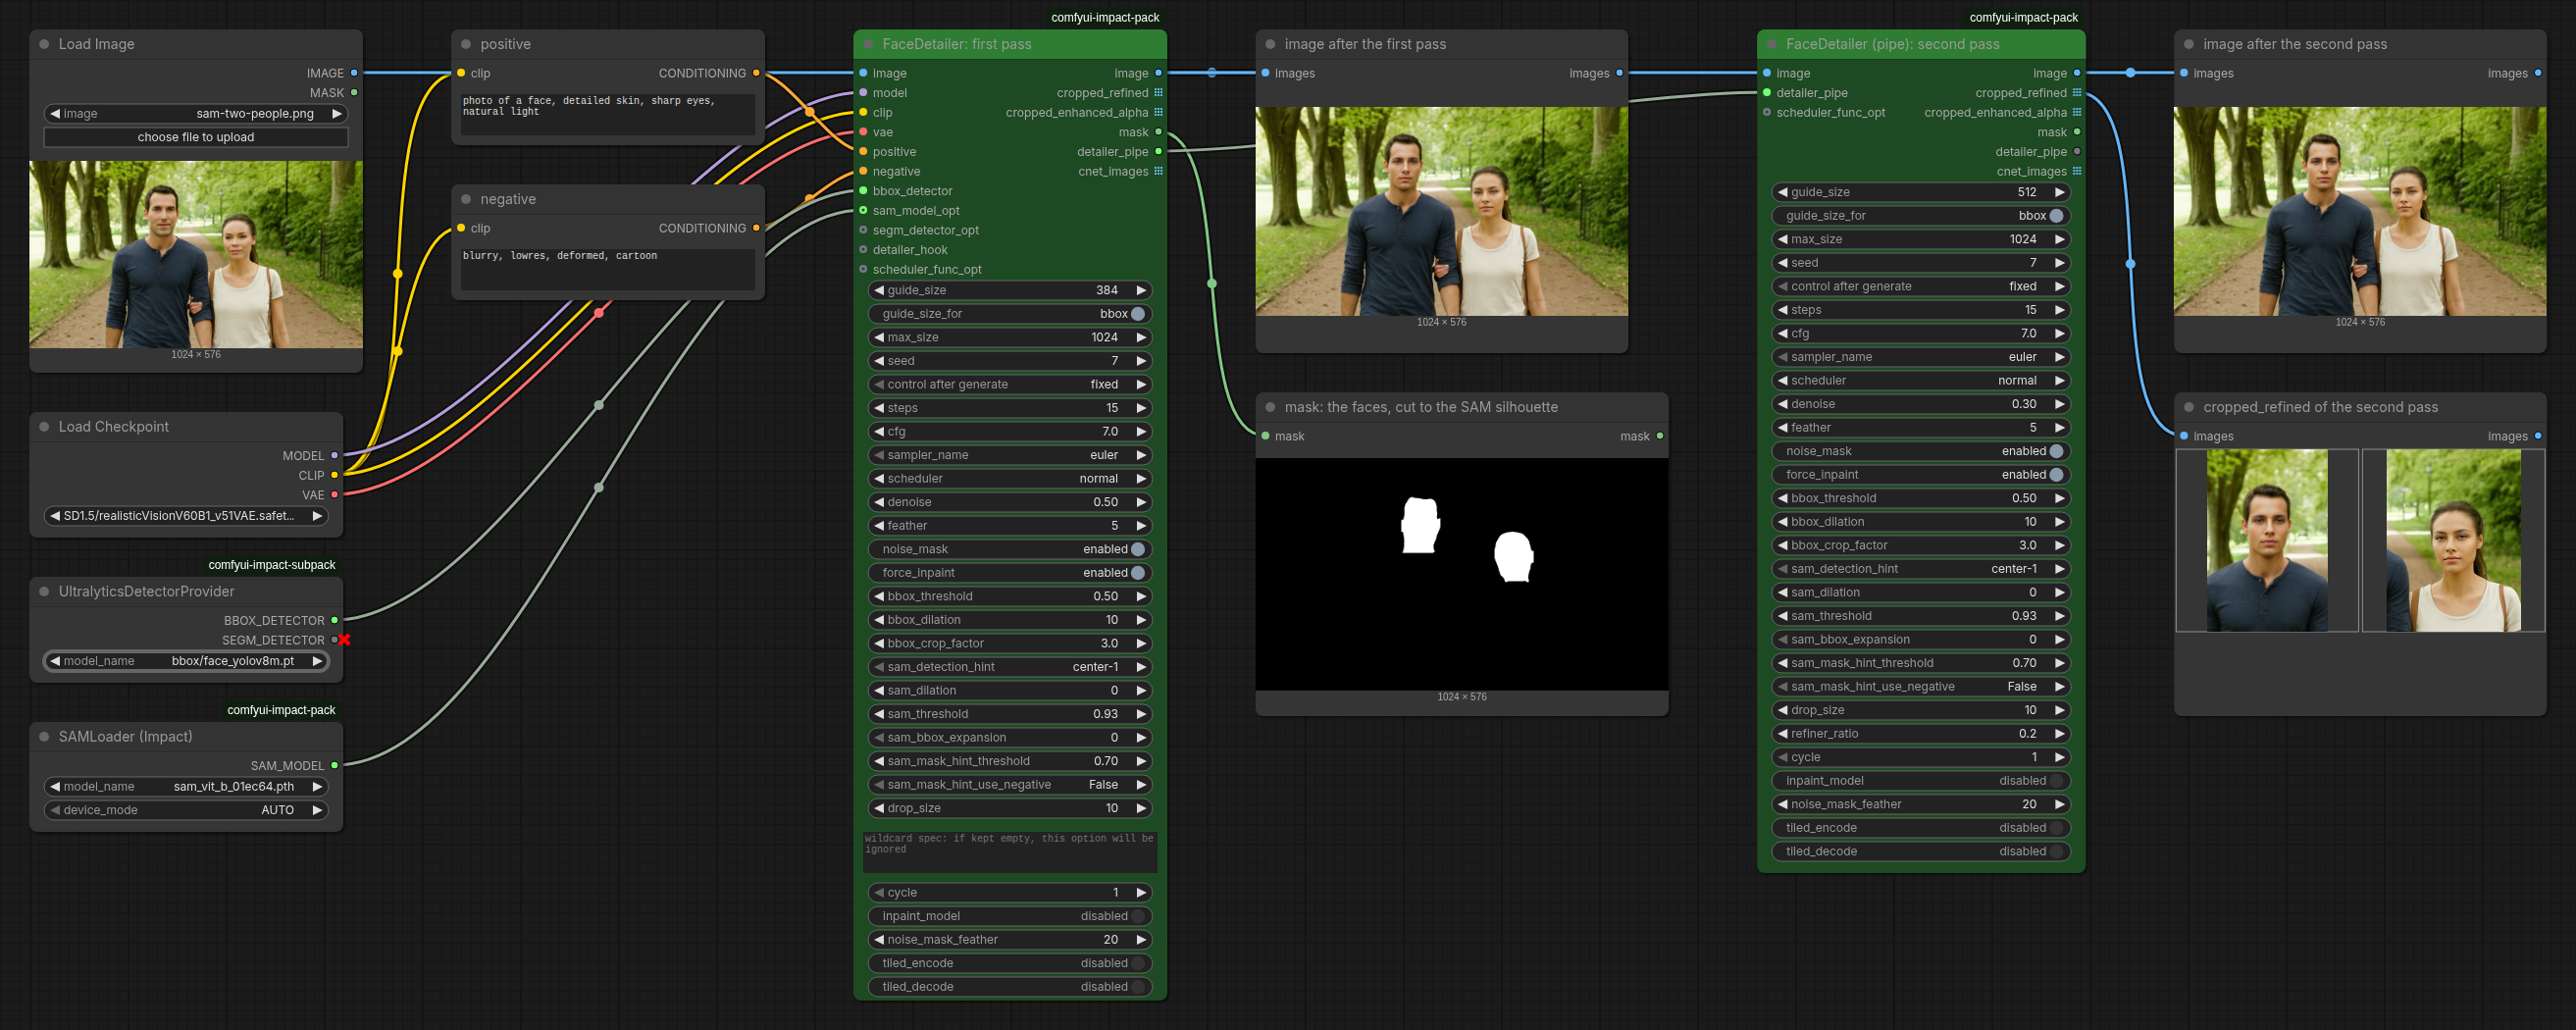 Load Image
IMAGE
MASK
image sam-two-people.png
choose file to upload
1024 × 576
Load Checkpoint
MODEL
CLIP
VAE
SD1.5/realisticVisionV60B1_v51VAE.safet...
comfyui-impact-subpack
UltralyticsDetectorProvider
BBOX_DETECTOR
SEGM_DETECTOR
model_name bbox/face_yolov8m.pt
comfyui-impact-pack
SAMLoader (Impact)
SAM_MODEL
model_name sam_vit_b_01ec64.pth
device_mode AUTO
positive
clip CONDITIONING
photo of a face, detailed skin, sharp eyes,
natural light
negative
clip CONDITIONING
blurry, lowres, deformed, cartoon
comfyui-impact-pack
FaceDetailer: first pass
image image
model cropped_refined
clip cropped_enhanced_alpha
vae mask
positive detailer_pipe
negative cnet_images
bbox_detector
sam_model_opt
segm_detector_opt
detailer_hook
scheduler_func_opt
guide_size 384
guide_size_for bbox
max_size 1024
seed 7
control after generate fixed
steps 15
cfg 7.0
sampler_name euler
scheduler normal
denoise 0.50
feather 5
noise_mask enabled
force_inpaint enabled
bbox_threshold 0.50
bbox_dilation 10
bbox_crop_factor 3.0
sam_detection_hint center-1
sam_dilation 0
sam_threshold 0.93
sam_bbox_expansion 0
sam_mask_hint_threshold 0.70
sam_mask_hint_use_negative False
drop_size 10
wildcard spec: if kept empty, this option will be
ignored
cycle 1
inpaint_model disabled
noise_mask_feather 20
tiled_encode disabled
tiled_decode disabled
image after the first pass
images images
1024 × 576
mask: the faces, cut to the SAM silhouette
mask mask
1024 × 576
comfyui-impact-pack
FaceDetailer (pipe): second pass
image image
detailer_pipe cropped_refined
scheduler_func_opt cropped_enhanced_alpha
mask
detailer_pipe
cnet_images
guide_size 512
guide_size_for bbox
max_size 1024
seed 7
control after generate fixed
steps 15
cfg 7.0
sampler_name euler
scheduler normal
denoise 0.30
feather 5
noise_mask enabled
force_inpaint enabled
bbox_threshold 0.50
bbox_dilation 10
bbox_crop_factor 3.0
sam_detection_hint center-1
sam_dilation 0
sam_threshold 0.93
sam_bbox_expansion 0
sam_mask_hint_threshold 0.70
sam_mask_hint_use_negative False
drop_size 10
refiner_ratio 0.2
cycle 1
inpaint_model disabled
noise_mask_feather 20
tiled_encode disabled
tiled_decode disabled
image after the second pass
images images
1024 × 576
cropped_refined of the second pass
images images